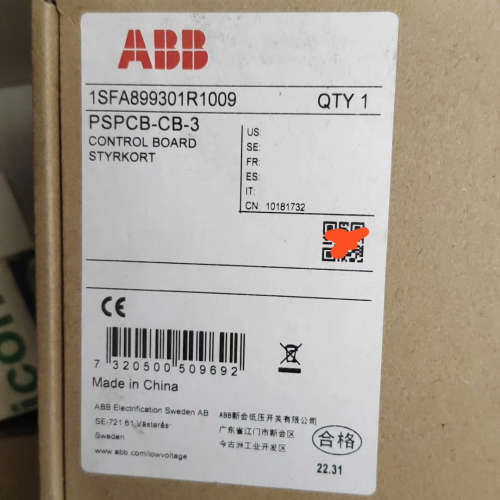 ABB
1SFA899301R1009 QTY 1
PSPCB-CB-3
CONTROL BOARD
STYRKORT
US:
SE:
FR:
ES:
IT:
CN: 10181732
CE
7 320500 509692
Made in China
ABB Electrification Sweden AB
SE-721 61 Västerås
Sweden
www.abb.com/lowvoltage
ABB新会低压开关有限公司
广东省江门市新会区
今古洲工业开发区
合格
22.31
icon